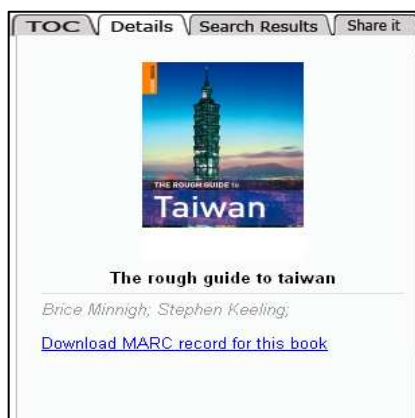 TOC Details Search Results Share it
THE ROUGH GUIDE to
Taiwan
The rough guide to taiwan
Brice Minnigh; Stephen Keeling;
Download MARC record for this book